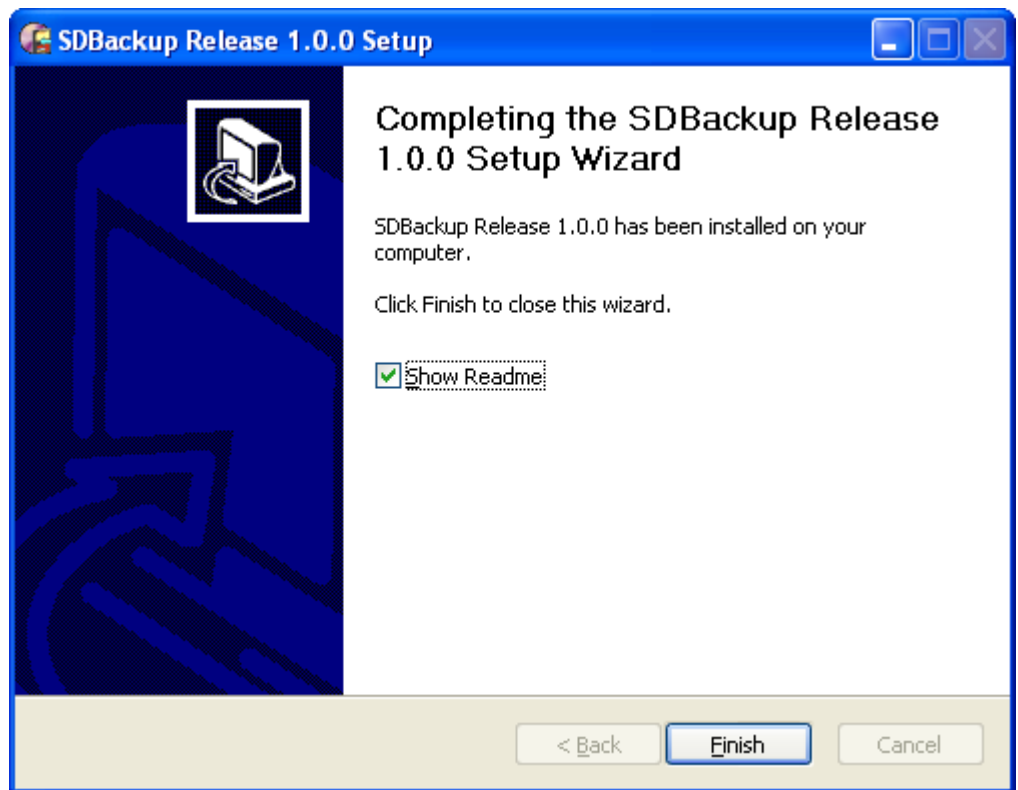 SDBackup Release 1.0.0 Setup
Completing the SDBackup Release
1.0.0 Setup Wizard
SDBackup Release 1.0.0 has been installed on your
computer.
Click Finish to close this wizard.
Show Readme
< Back Finish Cancel